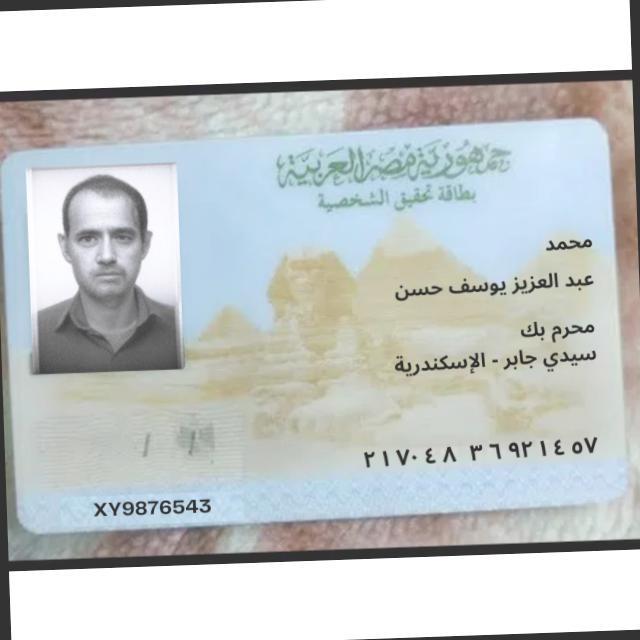 جمهورية مصر العربية
بطاقة تحقيق الشخصية
محمد
عبد العزيز يوسف حسن
محرم بك
سيدي جابر - الإسكندرية
٢١٧٠٤٨ ٣٦٩٢١٤٥٧
XY9876543